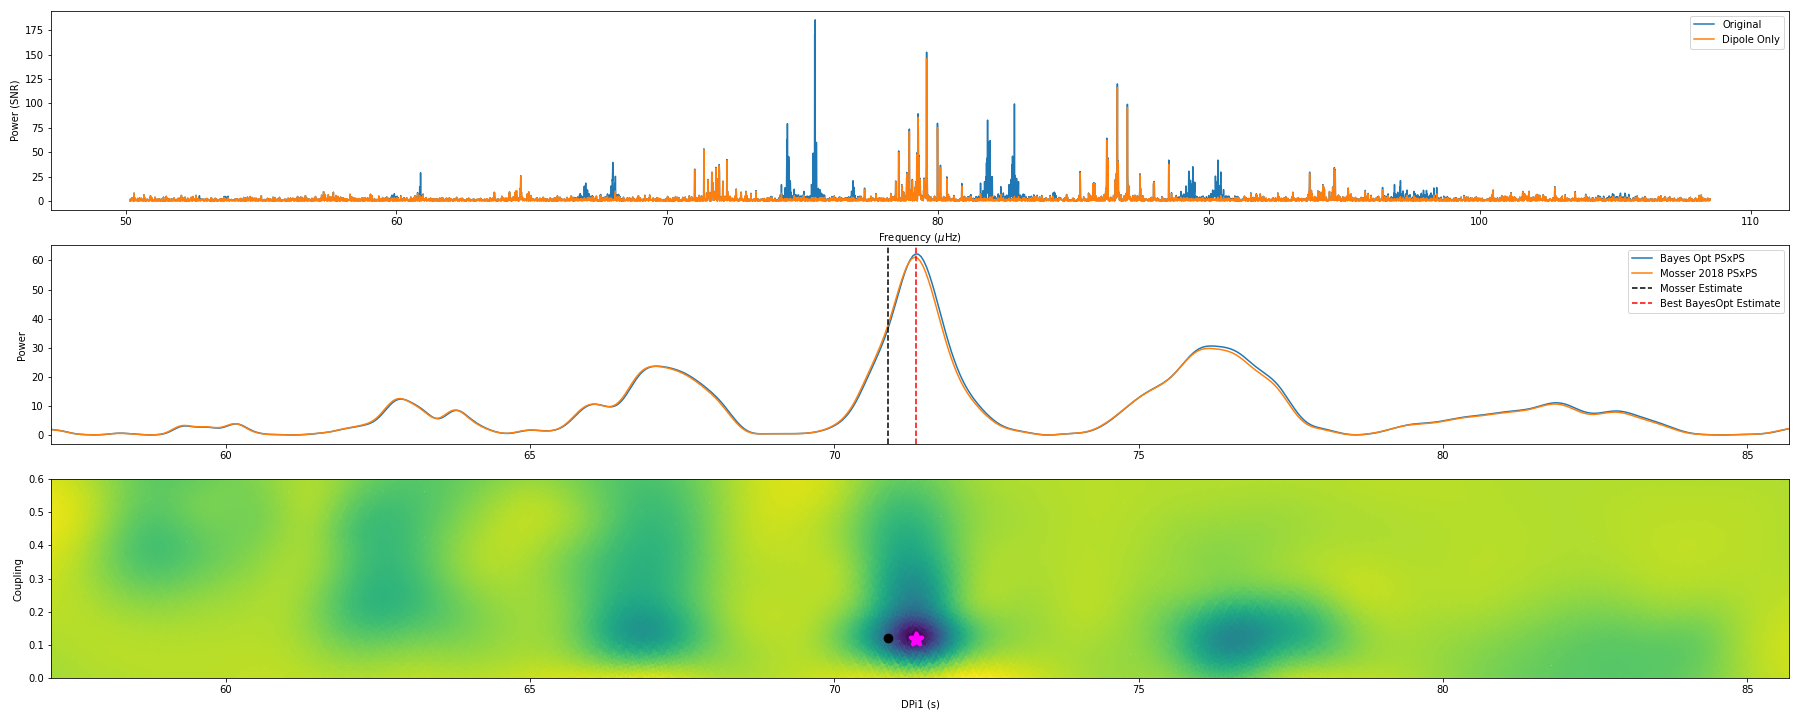 175
150
125
100
75
50
25
0
Power (SNR)
Original
Dipole Only
50 60 70 80 90 100 110
Frequency (μHz)
60
50
40
30
20
10
0
Power
Bayes Opt PSxPS
Mosser 2018 PSxPS
Mosser Estimate
Best BayesOpt Estimate
60 65 70 75 80 85
0.6
0.5
0.4
0.3
0.2
0.1
0.0
Coupling
60 65 70 75 80 85
DPi1 (s)